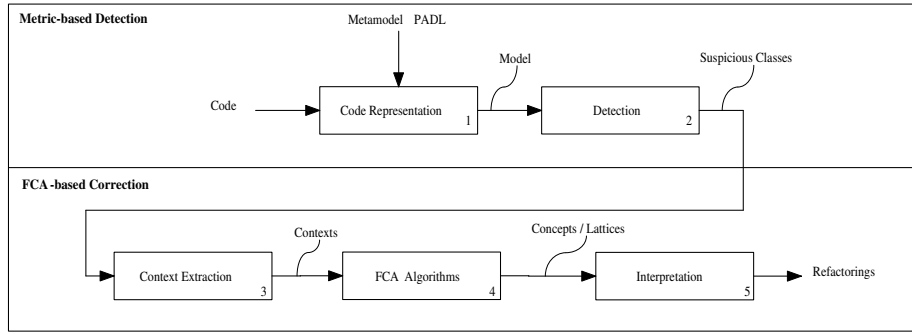 Metric-based Detection
Metamodel PADL
Model
Suspicious Classes
Code
Code Representation
1
Detection
2
FCA-based Correction
Contexts
Concepts / Lattices
Context Extraction
3
FCA Algorithms
4
Interpretation
5
Refactorings